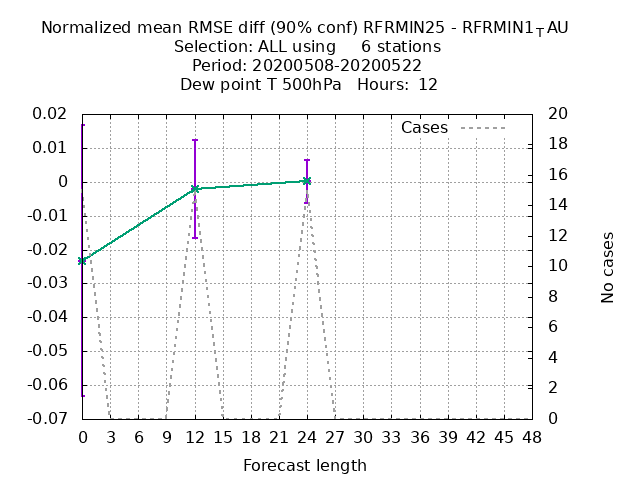 Normalized mean RMSE diff (90% conf) RFRMIN25 - RFRMIN1TAU
Selection: ALL using 6 stations
Period: 20200508-20200522
Dew point T 500hPa Hours: 12
Cases
0.02
0.01
0
-0.01
-0.02
-0.03
-0.04
-0.05
-0.06
-0.07
20
18
16
14
12
10
8
6
4
2
0
No cases
0 3 6 9 12 15 18 21 24 27 30 33 36 39 42 45 48
Forecast length